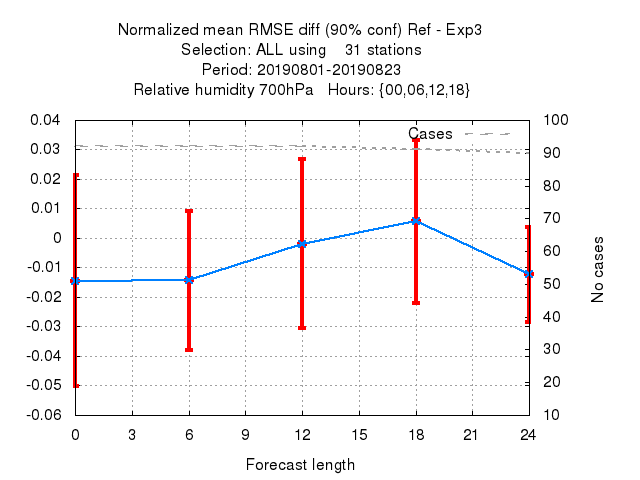 Normalized mean RMSE diff (90% conf) Ref - Exp3
Selection: ALL using    31 stations
Period: 20190801-20190823
Relative humidity 700hPa   Hours: {00,06,12,18}
Cases
0.04
0.03
0.02
0.01
0
-0.01
-0.02
-0.03
-0.04
-0.05
-0.06
100
90
80
70
60
50
40
30
20
10
No cases
0 3 6 9 12 15 18 21 24
Forecast length